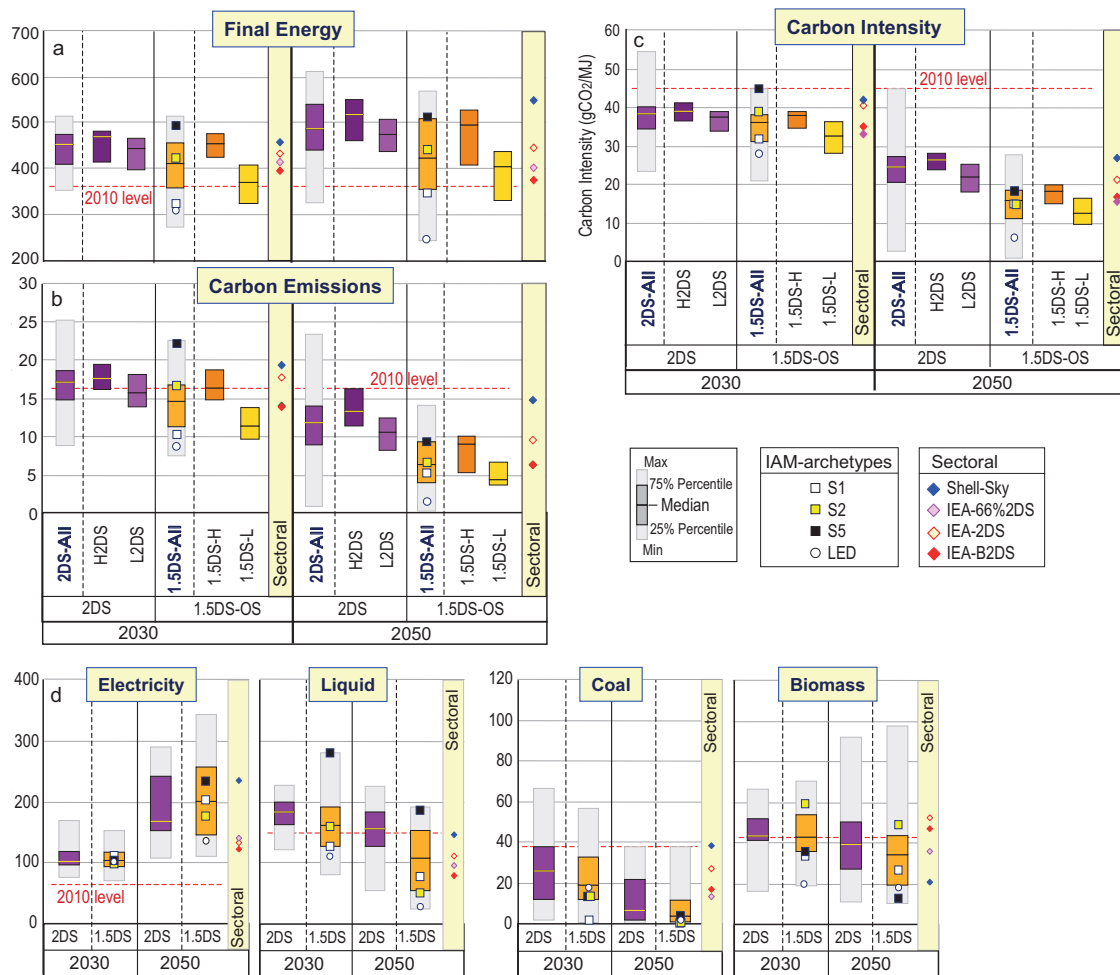 Final Energy
a
700
600
500
400
300
200
2010 level
Carbon Emissions
b
30
25
20
15
10
5
0
2010 level
2DS-All
H2DS
L2DS
1.5DS-All
1.5DS-H
1.5DS-L
Sectoral
2DS-All
H2DS
L2DS
1.5DS-All
1.5DS-H
1.5DS-L
Sectoral
2DS
1.5DS-OS
2DS
1.5DS-OS
2030
2050
Carbon Intensity
c
Carbon Intensity (gCO2/MJ)
60
50
40
30
20
10
0
2010 level
2DS-All
H2DS
L2DS
1.5DS-All
1.5DS-H
1.5DS-L
Sectoral
2DS-All
H2DS
L2DS
1.5DS-All
1.5DS-H
1.5DS-L
Sectoral
2DS
1.5DS-OS
2DS
1.5DS-OS
2030
2050
Max
75% Percentile
Median
25% Percentile
Min
IAM-archetypes
S1
S2
S5
LED
Sectoral
Shell-Sky
IEA-66%2DS
IEA-2DS
IEA-B2DS
d
Electricity
400
300
200
100
0
2010 level
Sectoral
2DS
1.5DS
2DS
1.5DS
2030
2050
Liquid
Sectoral
2DS
1.5DS
2DS
1.5DS
2030
2050
Coal
120
100
80
60
40
20
0
Sectoral
2DS
1.5DS
2DS
1.5DS
2030
2050
Biomass
Sectoral
2DS
1.5DS
2DS
1.5DS
2030
2050